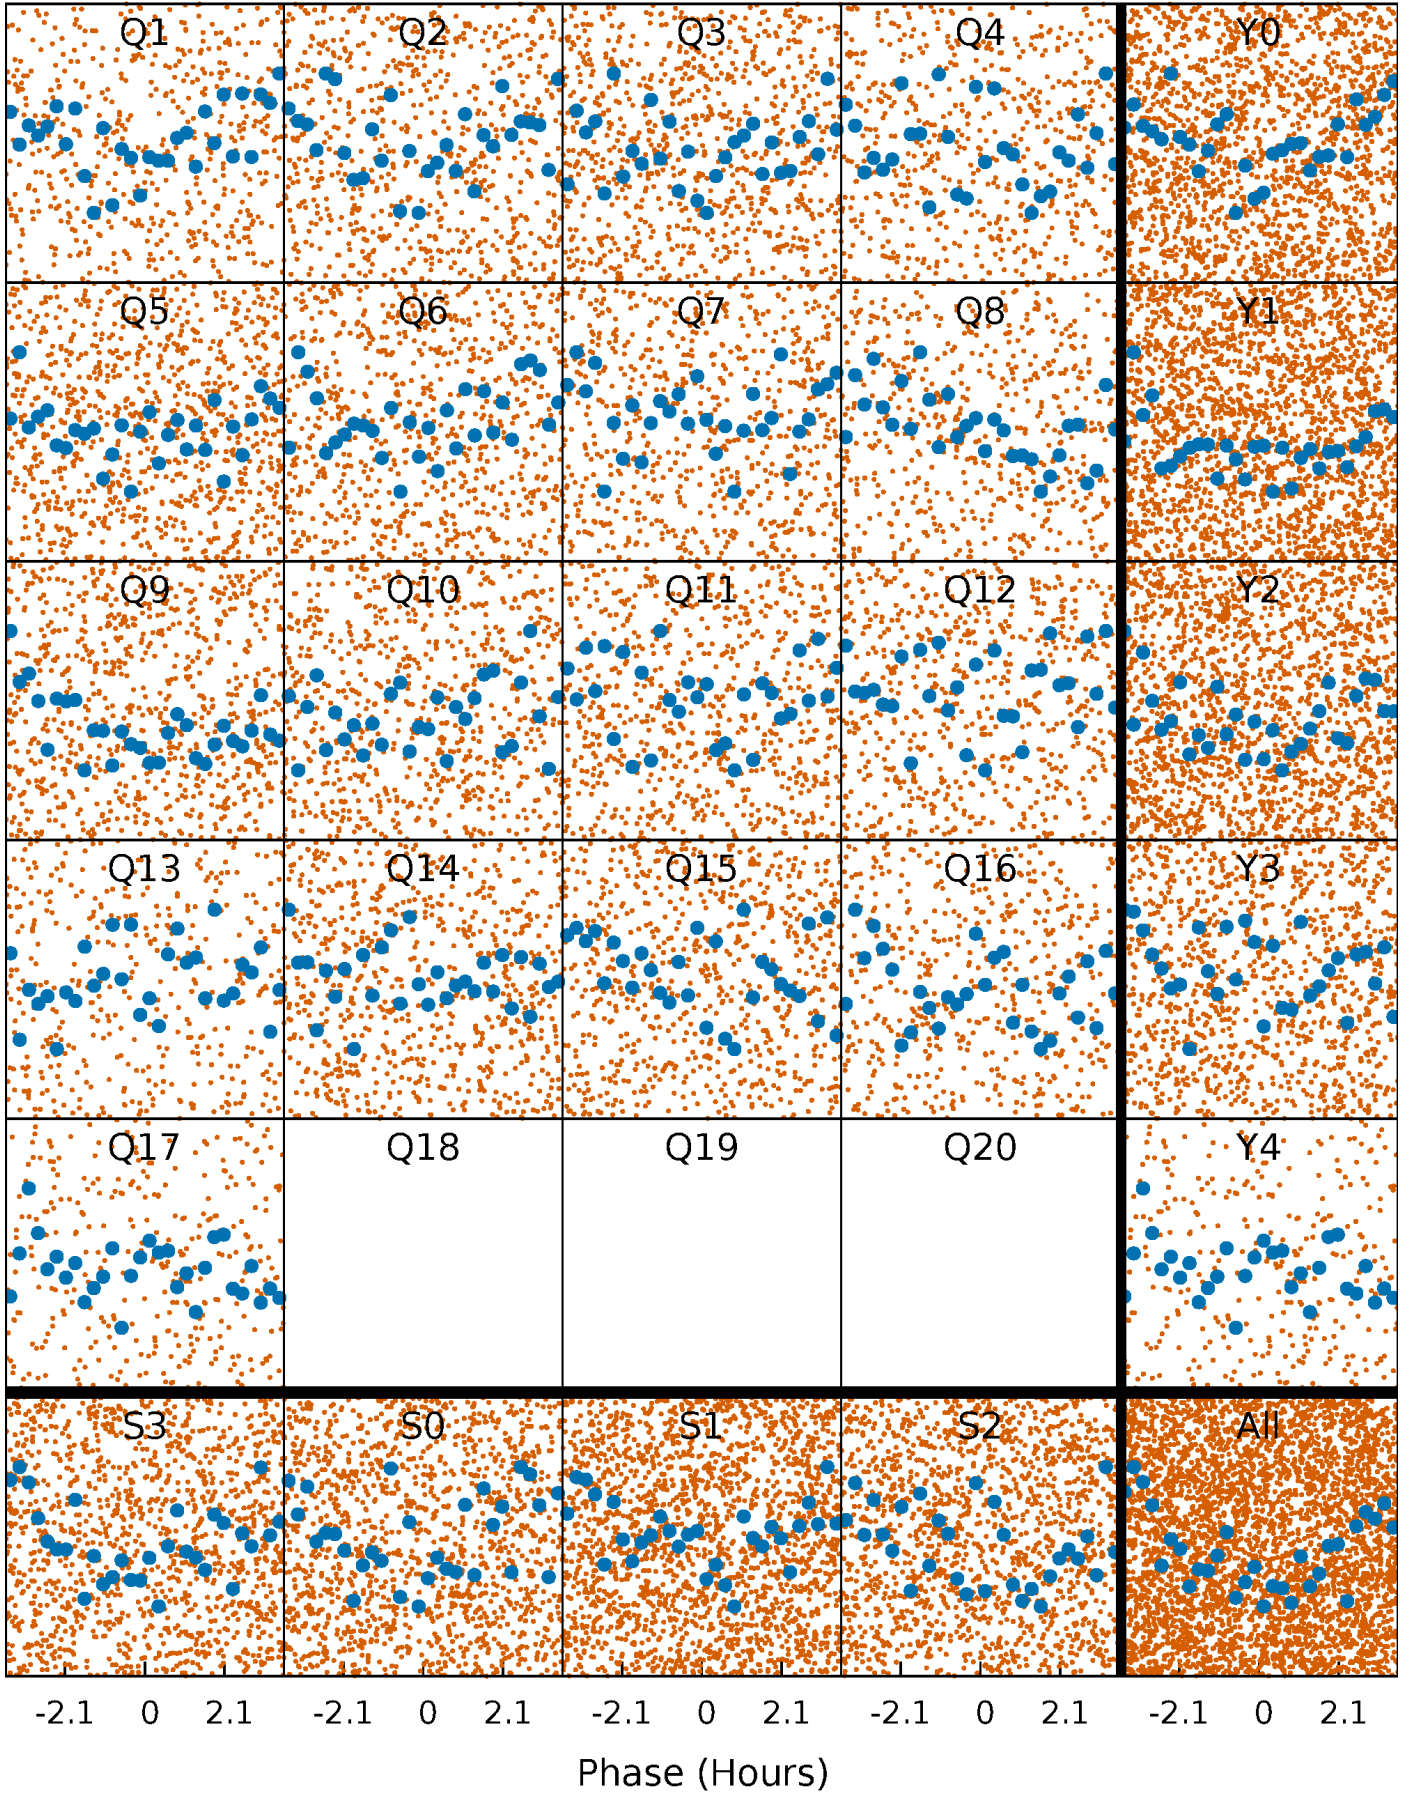 Q1 Q2 Q3 Q4 Y0
Q5 Q6 Q7 Q8 Y1
Q9 Q10 Q11 Q12 Y2
Q13 Q14 Q15 Q16 Y3
Q17 Q18 Q19 Q20 Y4
S3 S0 S1 S2 All
-2.1 0 2.1 -2.1 0 2.1 -2.1 0 2.1 -2.1 0 2.1 -2.1 0 2.1
Phase (Hours)